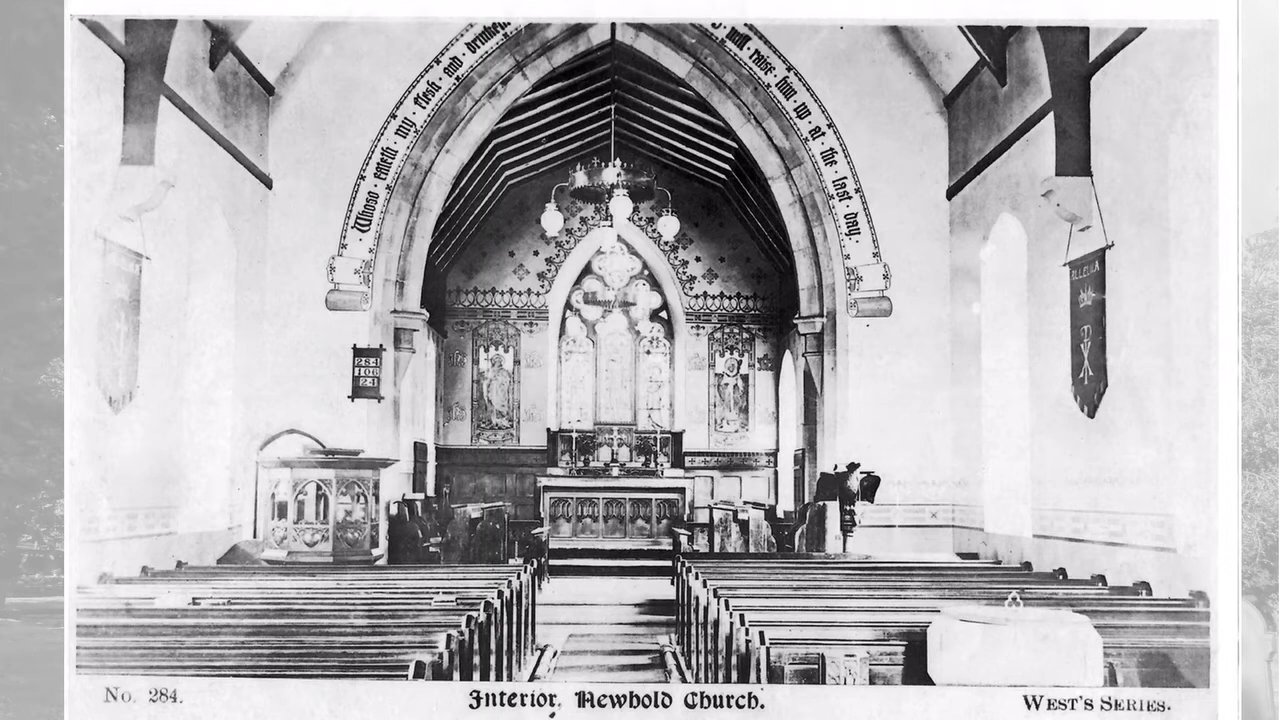 Whoso · eateth · my · flesh · and · drinketh
I · will · raise · him · up · at · the · last · day.
284
106
24
ALLELUIA
No. 284.
Interior, Newbold Church.
WEST'S SERIES.